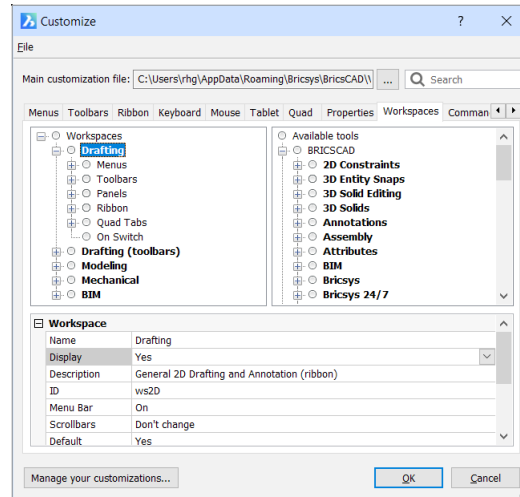 Customize
File
Main customization file: C:\Users\rhg\AppData\Roaming\Bricsys\BricsCAD\\ ... Search
Menus Toolbars Ribbon Keyboard Mouse Tablet Quad Properties Workspaces Comman
Workspaces
Drafting
Menus
Toolbars
Panels
Ribbon
Quad Tabs
On Switch
Drafting (toolbars)
Modeling
Mechanical
BIM
Available tools
BRICSCAD
2D Constraints
3D Entity Snaps
3D Solid Editing
3D Solids
Annotations
Assembly
Attributes
BIM
Bricsys
Bricsys 24/7
Workspace
Name Drafting
Display Yes
Description General 2D Drafting and Annotation (ribbon)
ID ws2D
Menu Bar On
Scrollbars Don't change
Default Yes
Manage your customizations... OK Cancel